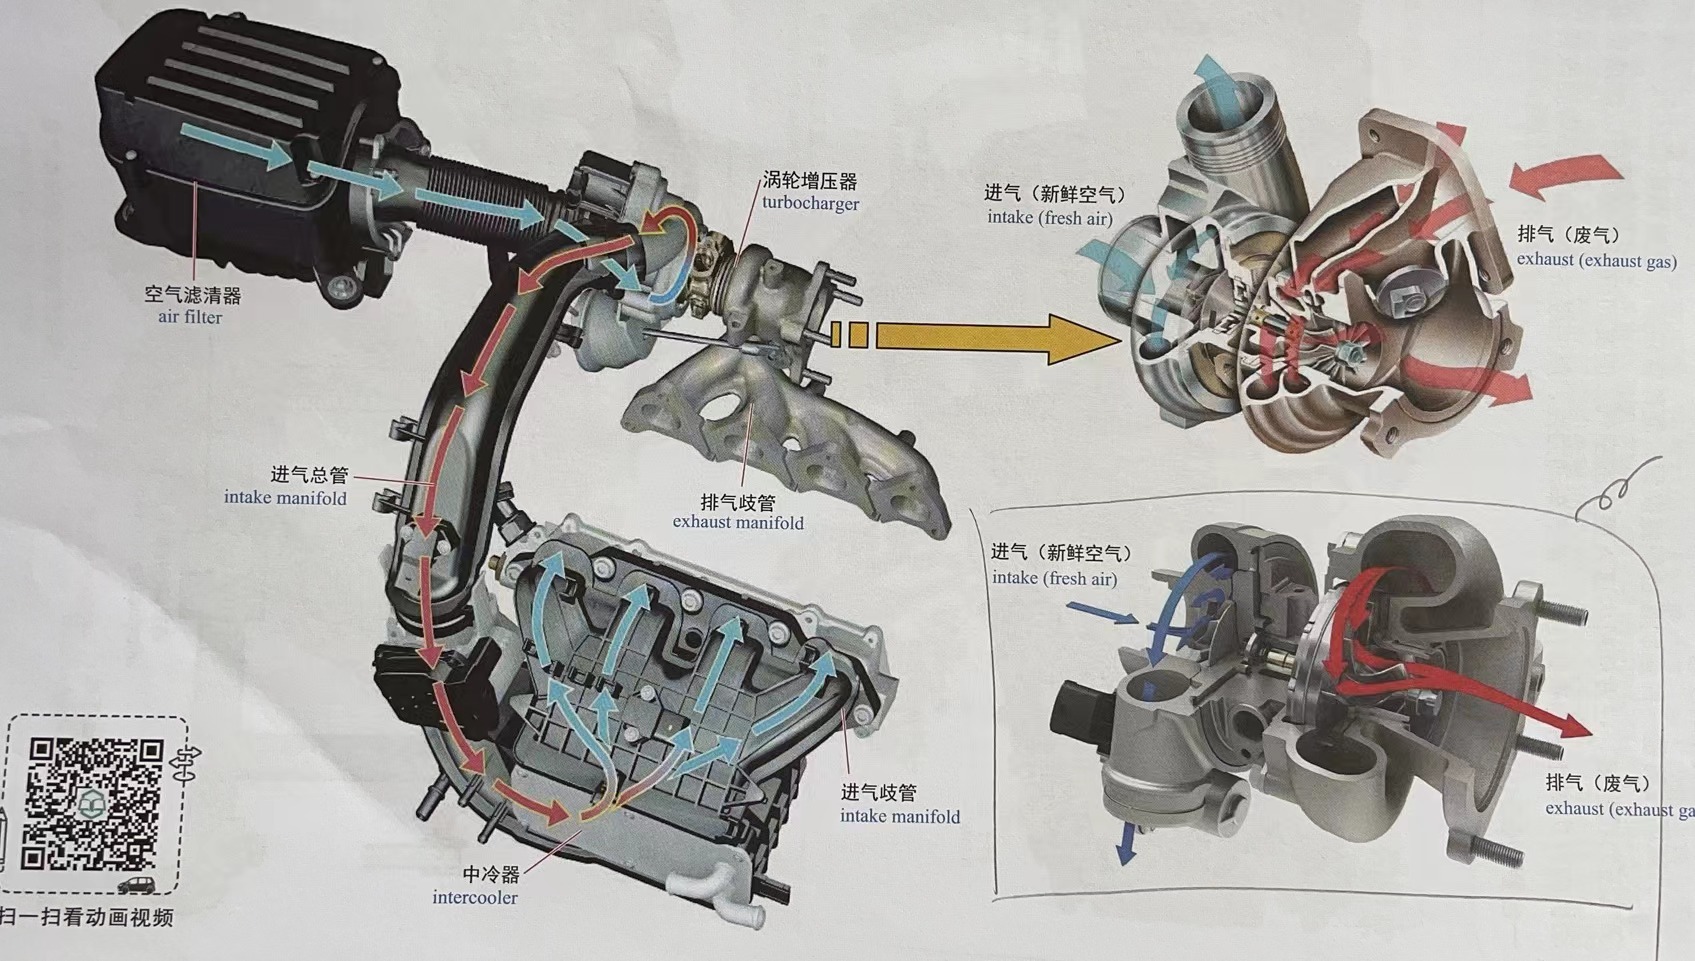 涡轮增压器
turbocharger
进气（新鲜空气）
intake (fresh air)
排气（废气）
exhaust (exhaust gas)
空气滤清器
air filter
进气总管
intake manifold
排气歧管
exhaust manifold
进气（新鲜空气）
intake (fresh air)
排气（废气）
exhaust (exhaust ga
进气歧管
intake manifold
中冷器
intercooler
扫一扫看动画视频